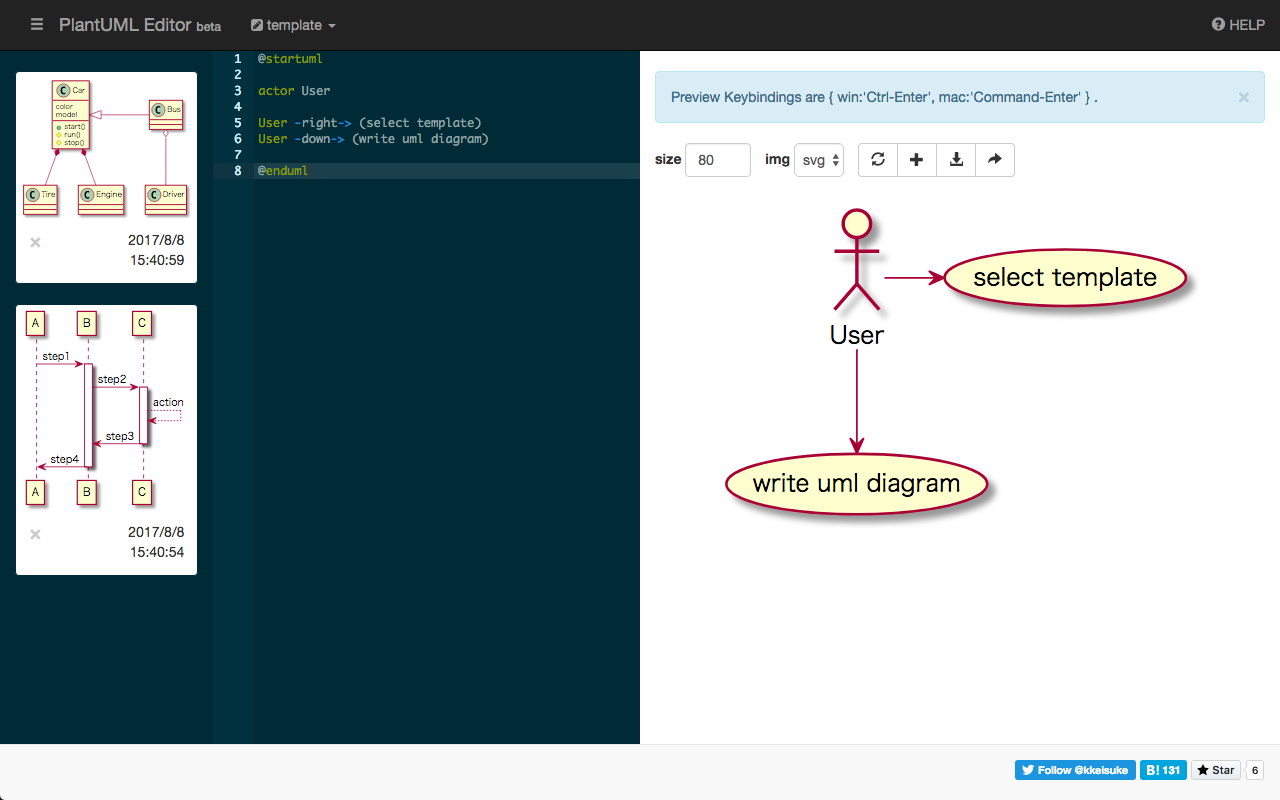 PlantUML Editor beta
template
HELP
C Car
color
model
start()
run()
stop()
C Bus
C Tire
C Engine
C Driver
2017/8/8
15:40:59
A B C
step1
step2
action
step3
step4
A B C
2017/8/8
15:40:54
1 @startuml
2
3 actor User
4
5 User -right-> (select template)
6 User -down-> (write uml diagram)
7
8 @enduml
Preview Keybindings are { win:'Ctrl-Enter', mac:'Command-Enter' } .
size 80 img svg
select template
User
write uml diagram
Follow @kkeisuke B! 131 Star 6